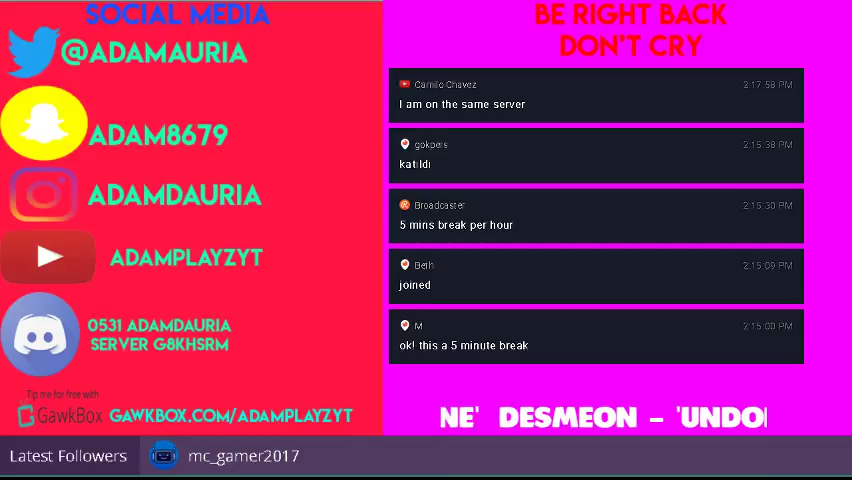 SOCIAL MEDIA
@ADAMAURIA
ADAM8679
ADAMDAURIA
ADAMPLAYZYT
0531 ADAMDAURIA
SERVER G8KHSRM
Tip me for free with
GawkBox GAWKBOX.COM/ADAMPLAYZYT
BE RIGHT BACK
DON'T CRY
Camilo Chavez 2:17:58 PM
I am on the same server
gokpers 2:15:38 PM
katıldı
Broadcaster 2:15:30 PM
5 mins break per hour
Beth 2:15:09 PM
joined
M 2:15:00 PM
ok! this a 5 minute break
NE' DESMEON – 'UNDO
Latest Followers mc_gamer2017